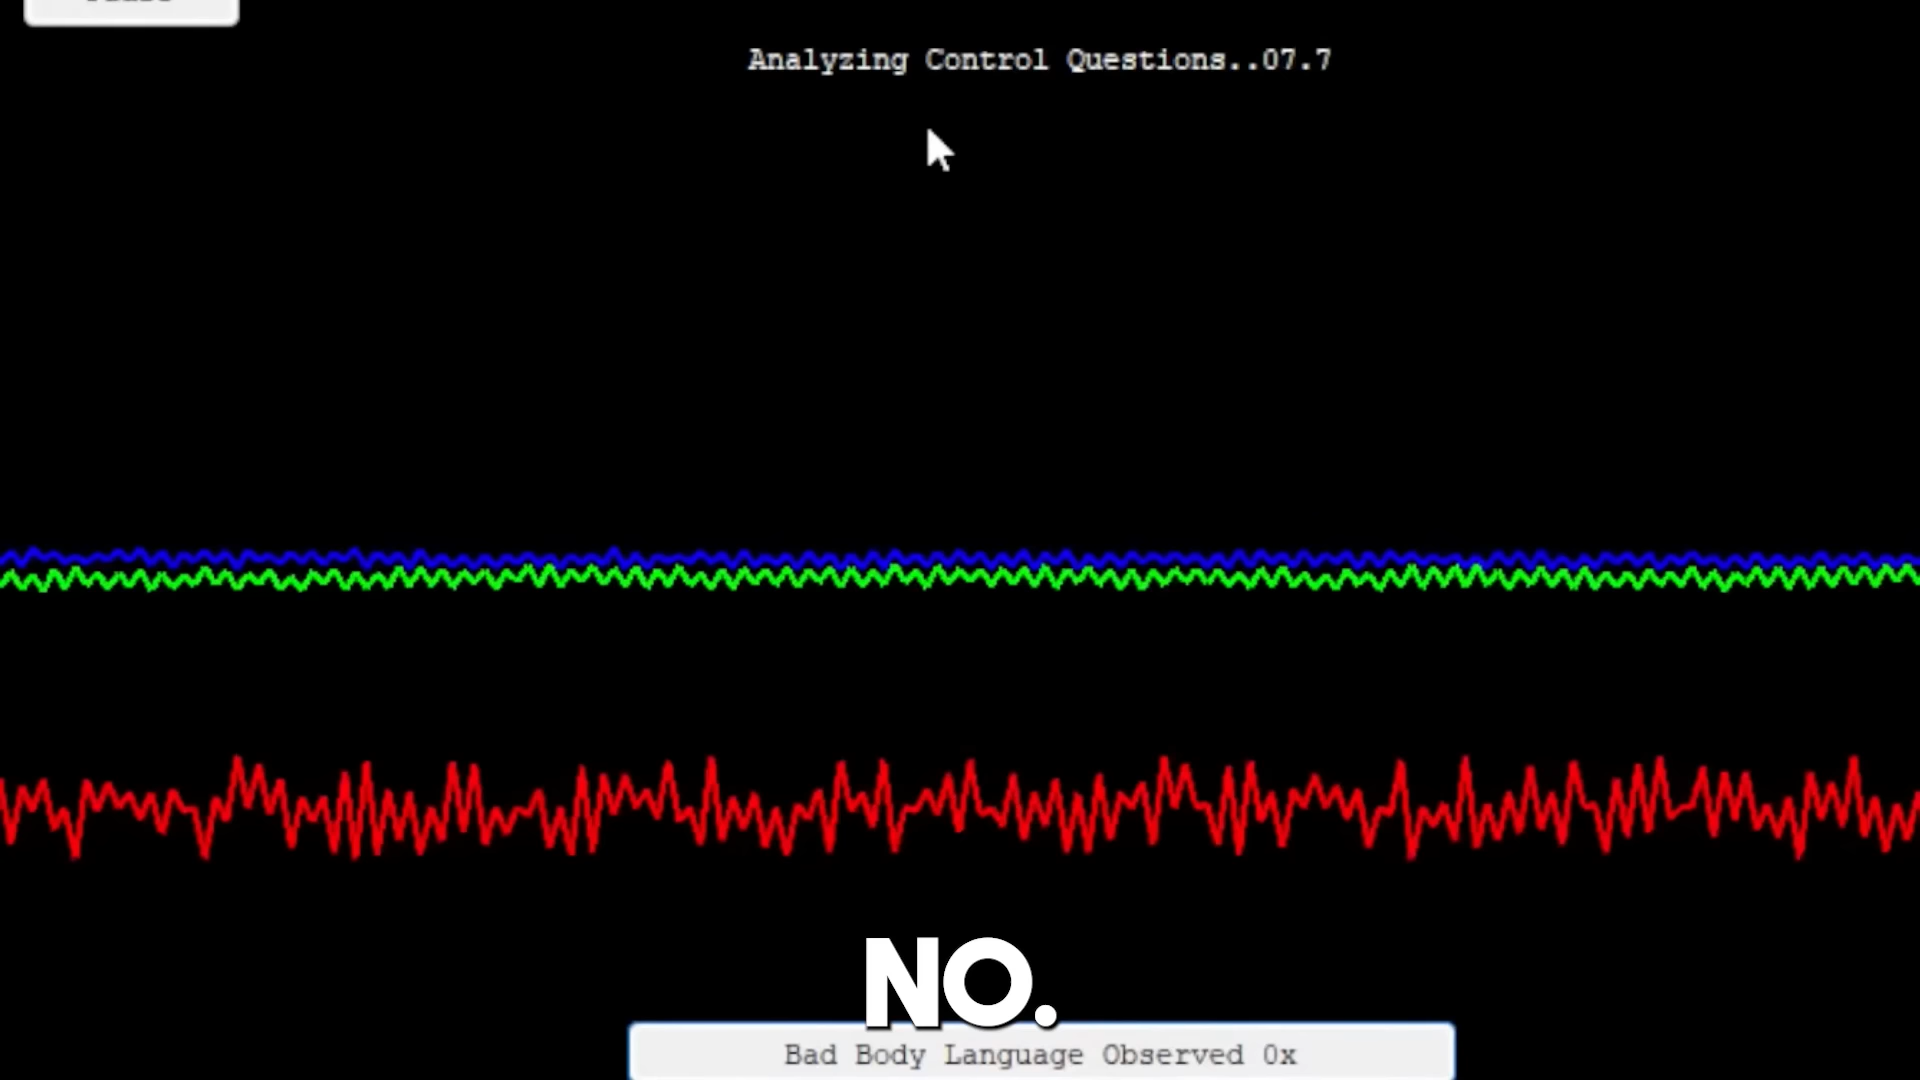 Analyzing Control Questions..07.7
NO.
Bad Body Language Observed 0x